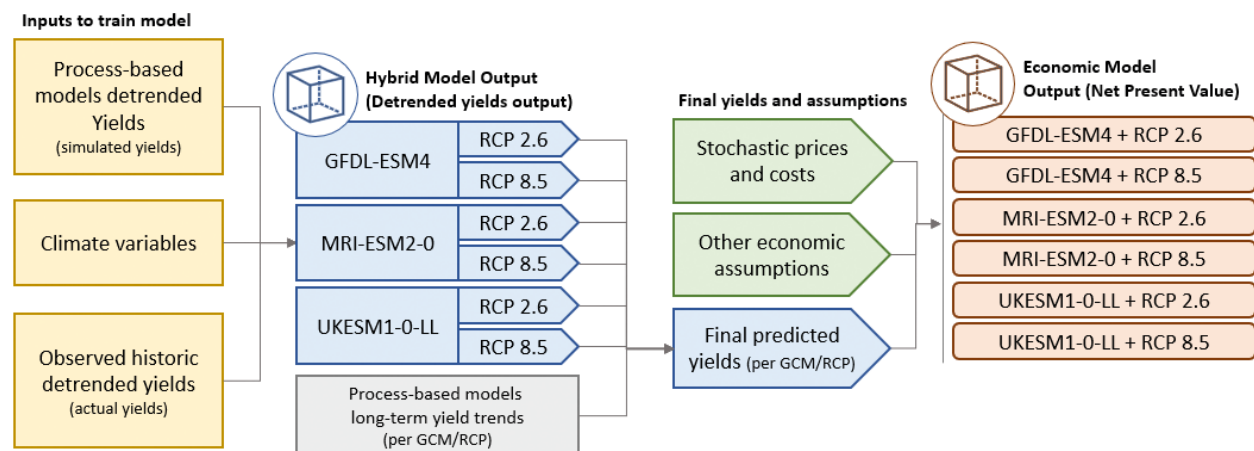 Inputs to train model
Process-based
models detrended
Yields
(simulated yields)
Climate variables
Observed historic
detrended yields
(actual yields)
Hybrid Model Output
(Detrended yields output)
GFDL-ESM4
RCP 2.6
RCP 8.5
MRI-ESM2-0
RCP 2.6
RCP 8.5
UKESM1-0-LL
RCP 2.6
RCP 8.5
Process-based models
long-term yield trends
(per GCM/RCP)
Final yields and assumptions
Stochastic prices
and costs
Other economic
assumptions
Final predicted
yields (per GCM/RCP)
Economic Model
Output (Net Present Value)
GFDL-ESM4 + RCP 2.6
GFDL-ESM4 + RCP 8.5
MRI-ESM2-0 + RCP 2.6
MRI-ESM2-0 + RCP 8.5
UKESM1-0-LL + RCP 2.6
UKESM1-0-LL + RCP 8.5